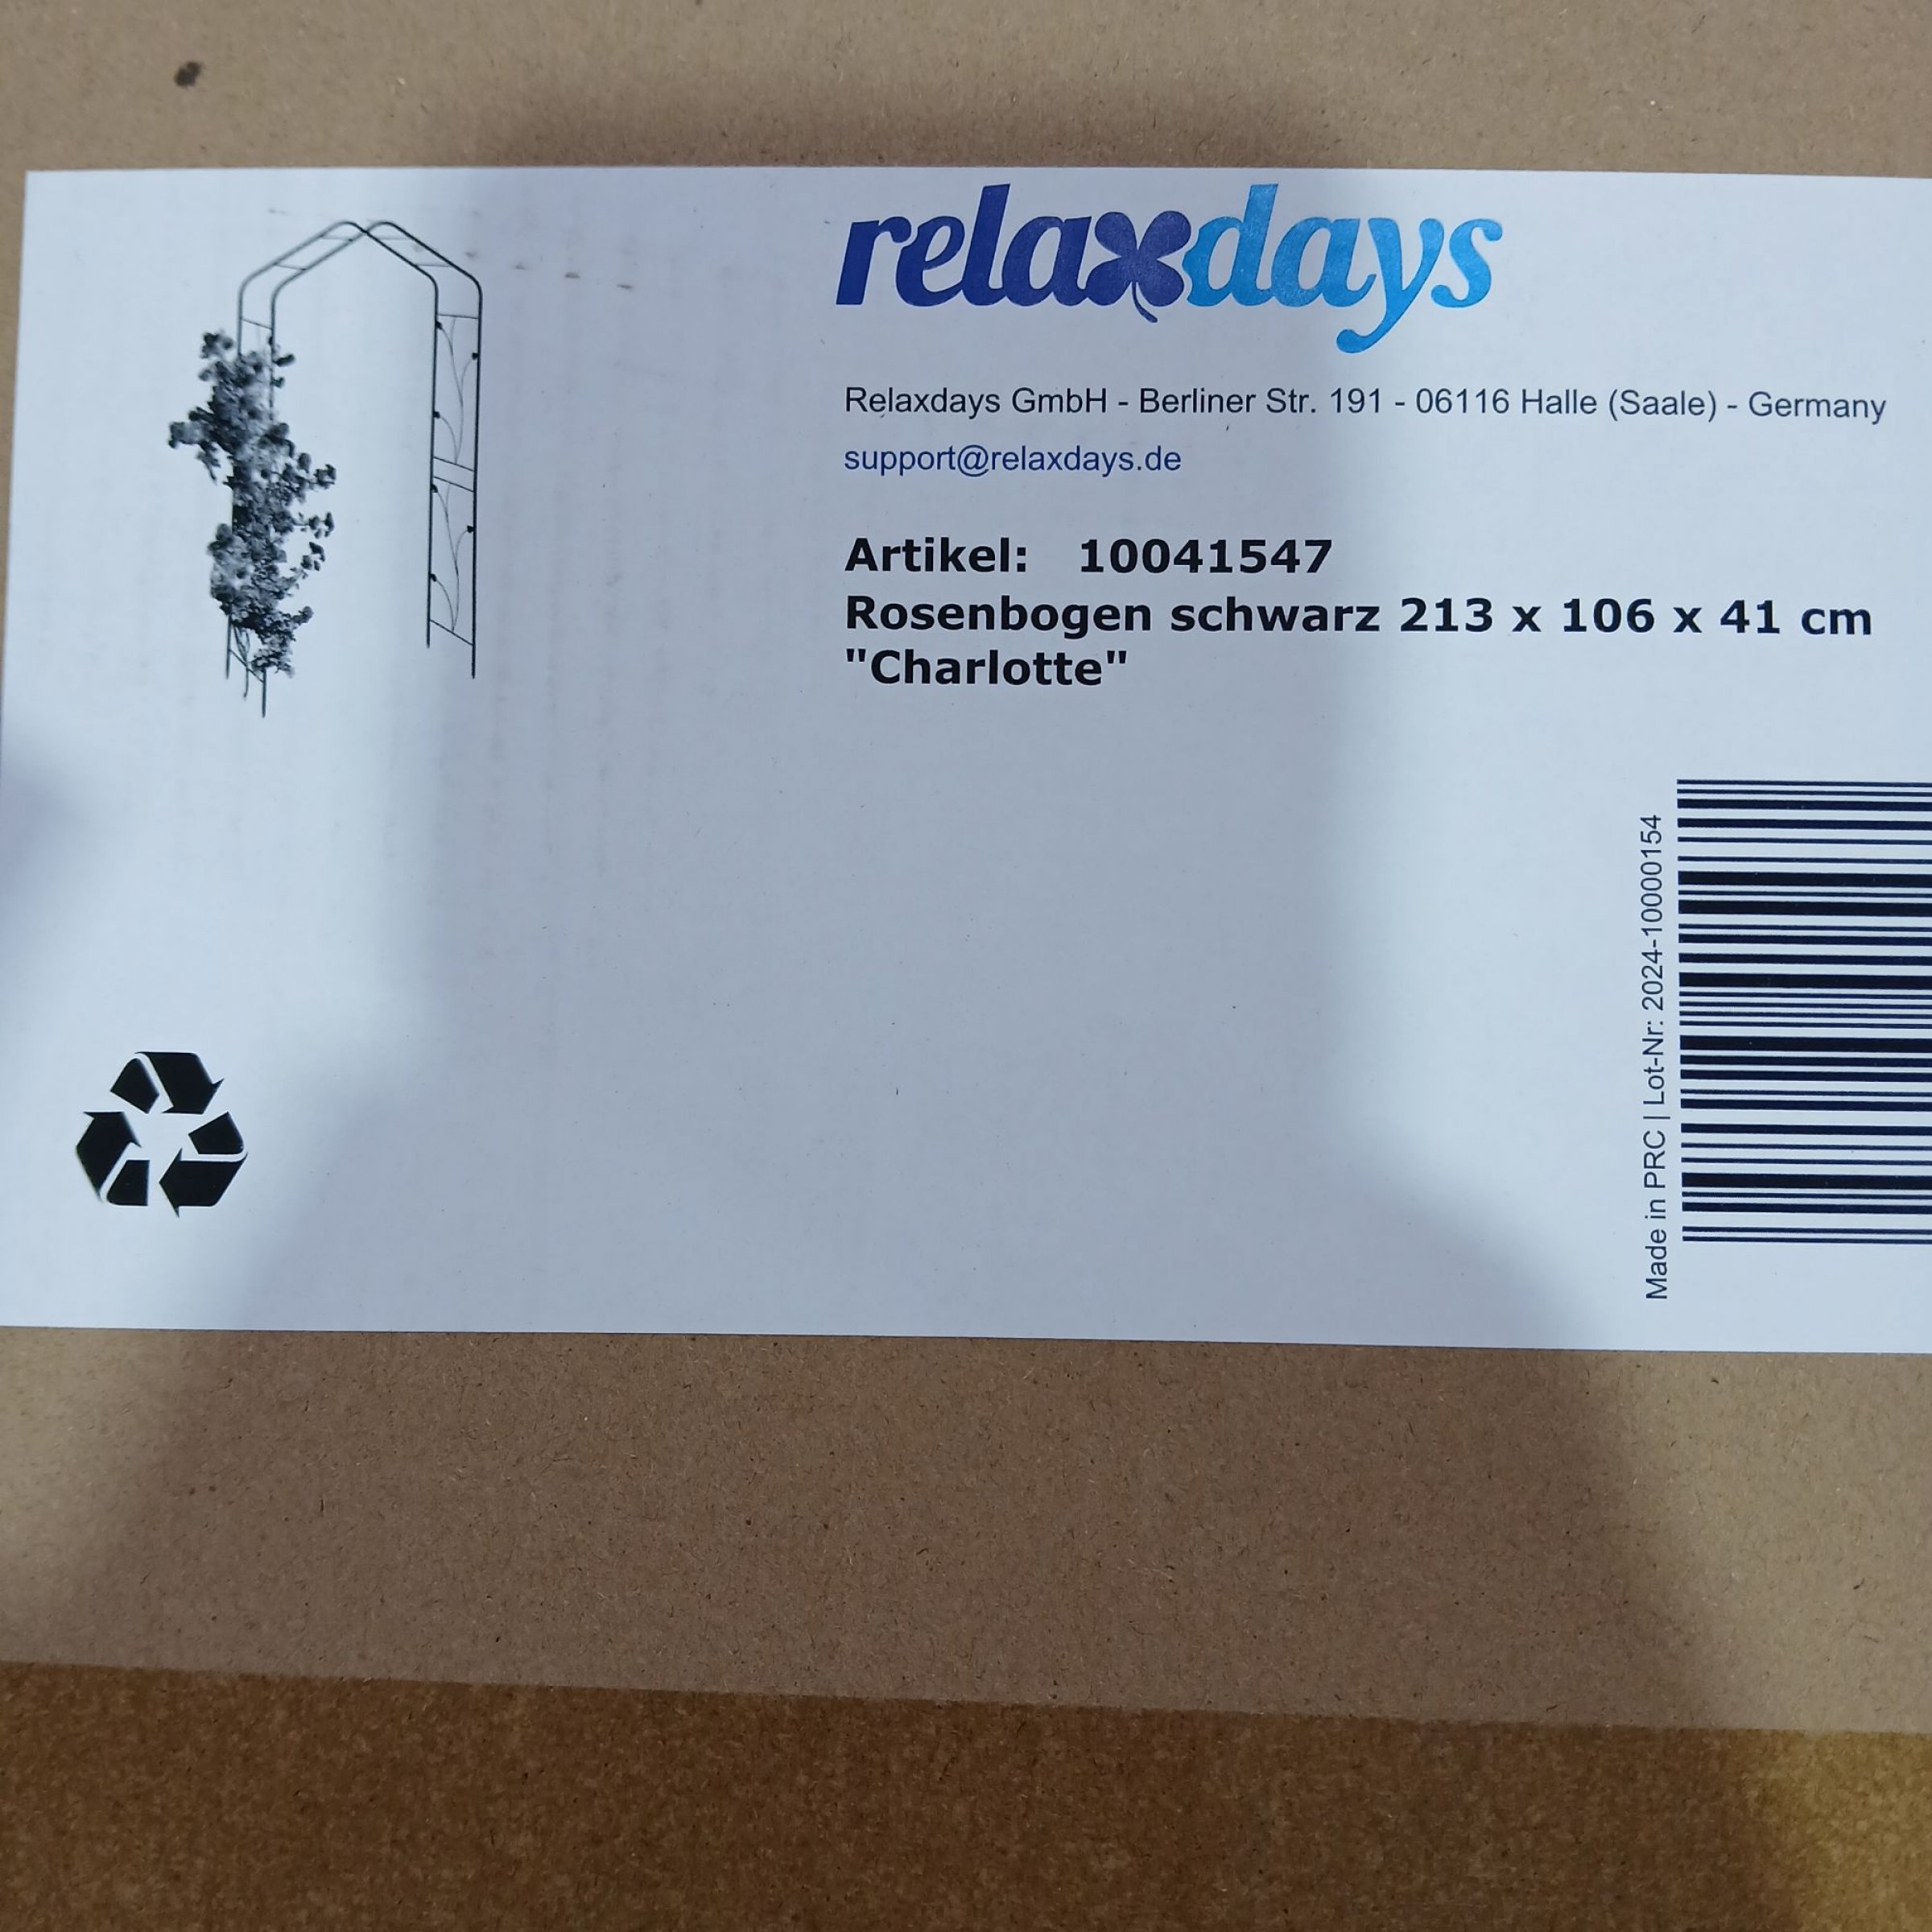 relaxdays
Relaxdays GmbH - Berliner Str. 191 - 06116 Halle (Saale) - Germany
support@relaxdays.de
Artikel: 10041547
Rosenbogen schwarz 213 x 106 x 41 cm
"Charlotte"
Made in PRC | Lot-Nr: 2024-10000154